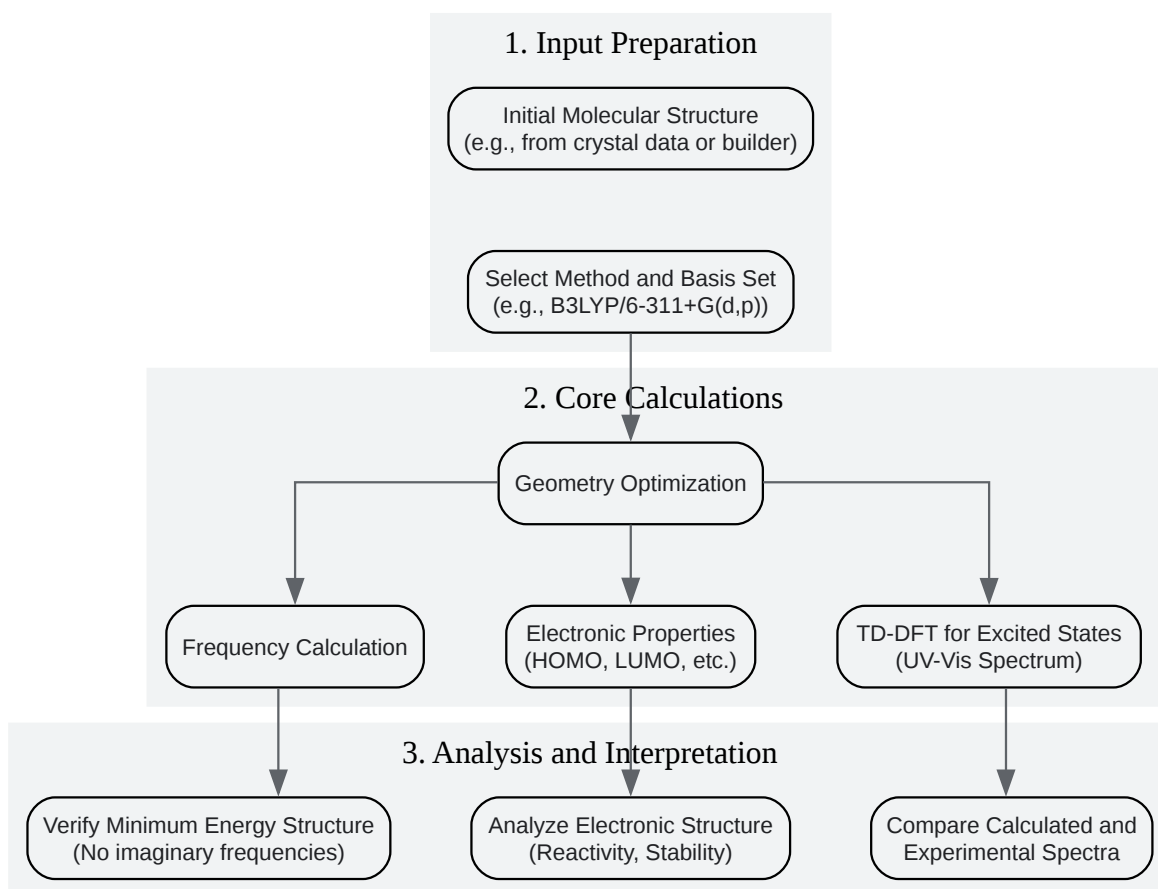 1. Input Preparation
Initial Molecular Structure
(e.g., from crystal data or builder)
Select Method and Basis Set
(e.g., B3LYP/6-311+G(d,p))
2. Core Calculations
Geometry Optimization
Frequency Calculation
Electronic Properties
(HOMO, LUMO, etc.)
TD-DFT for Excited States
(UV-Vis Spectrum)
3. Analysis and Interpretation
Verify Minimum Energy Structure
(No imaginary frequencies)
Analyze Electronic Structure
(Reactivity, Stability)
Compare Calculated and
Experimental Spectra